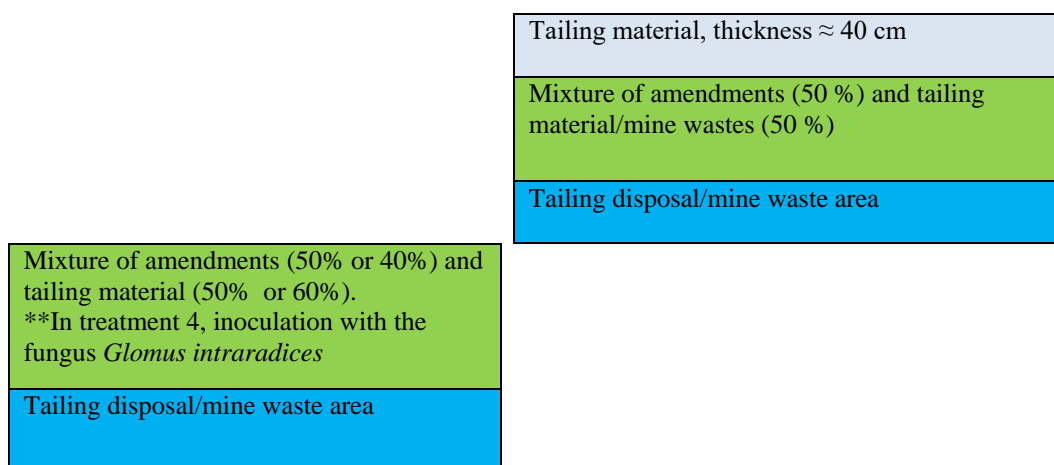 Tailing material, thickness ≈ 40 cm
Mixture of amendments (50 %) and tailing
material/mine wastes (50 %)
Tailing disposal/mine waste area
Mixture of amendments (50% or 40%) and
tailing material (50%  or 60%).
**In treatment 4, inoculation with the
fungus Glomus intraradices
Tailing disposal/mine waste area